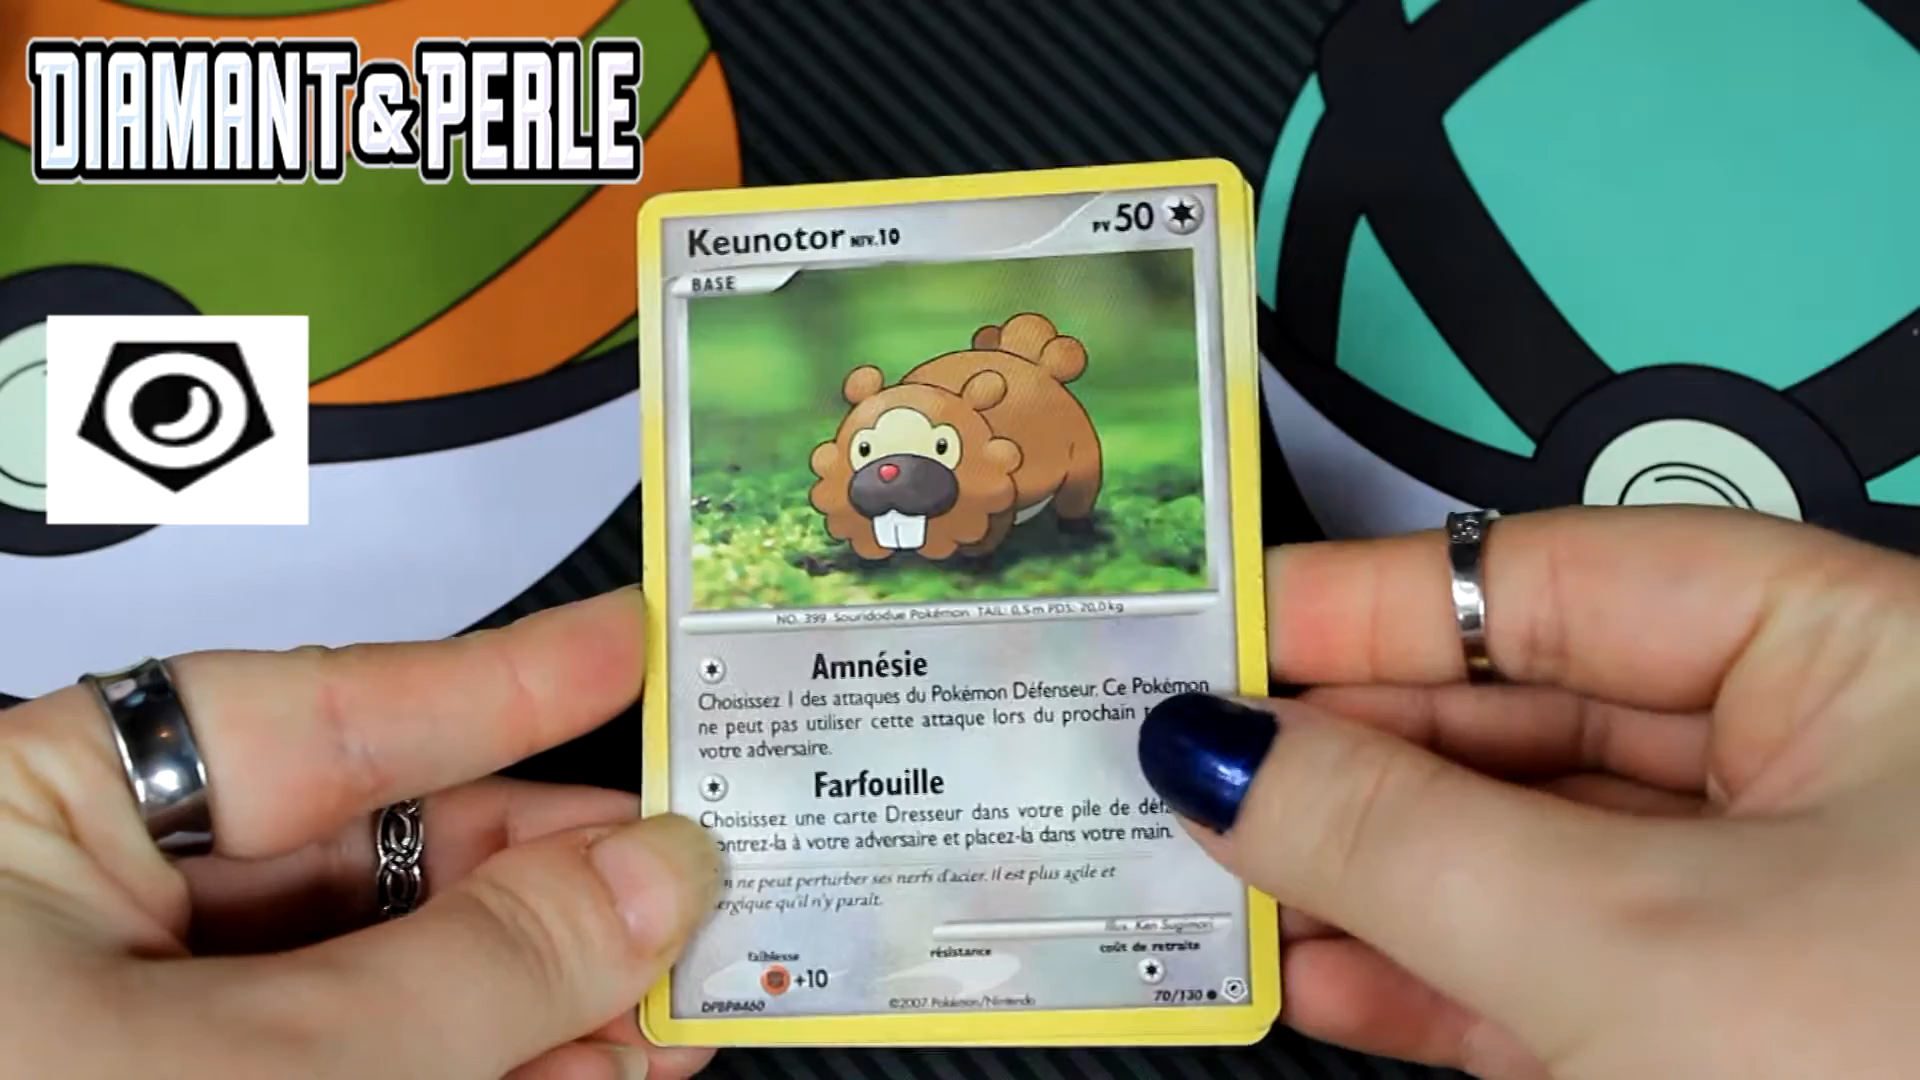 DIAMANT & PERLE
Keunotor NIV.10
PV 50
BASE
NO. 399 Souridodue Pokémon TAIL: 0,5 m PDS: 20,0 kg
Amnésie
Choisissez 1 des attaques du Pokémon Défenseur. Ce Pokémon
ne peut pas utiliser cette attaque lors du prochain
votre adversaire.
Farfouille
Choisissez une carte Dresseur dans votre pile de
à votre adversaire et placez-la dans votre main.
ne peut perturber ses nerfs d'acier. Il est plus agile et
qu'il n'y paraît.
Illus. Ken Sugimori
faiblesse
résistance
coût de retraite
+10
DPBP#460
©2007 Pokémon/Nintendo
70/130